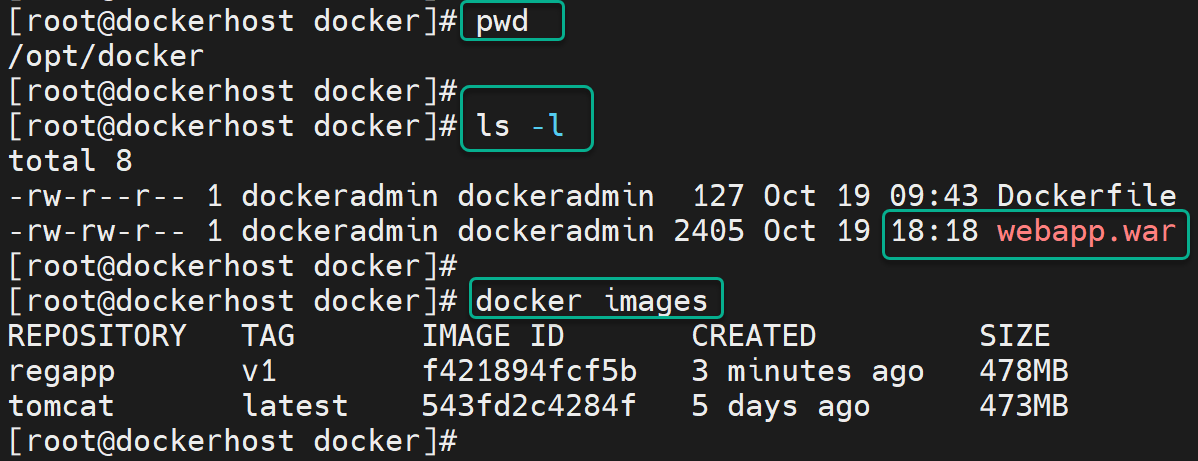 [root@dockerhost docker]# pwd
/opt/docker
[root@dockerhost docker]#
[root@dockerhost docker]# ls -l
total 8
-rw-r--r-- 1 dockeradmin dockeradmin  127 Oct 19 09:43 Dockerfile
-rw-rw-r-- 1 dockeradmin dockeradmin 2405 Oct 19 18:18 webapp.war
[root@dockerhost docker]#
[root@dockerhost docker]# docker images
REPOSITORY   TAG       IMAGE ID       CREATED         SIZE
regapp       v1        f421894fcf5b   3 minutes ago   478MB
tomcat       latest    543fd2c4284f   5 days ago      473MB
[root@dockerhost docker]#